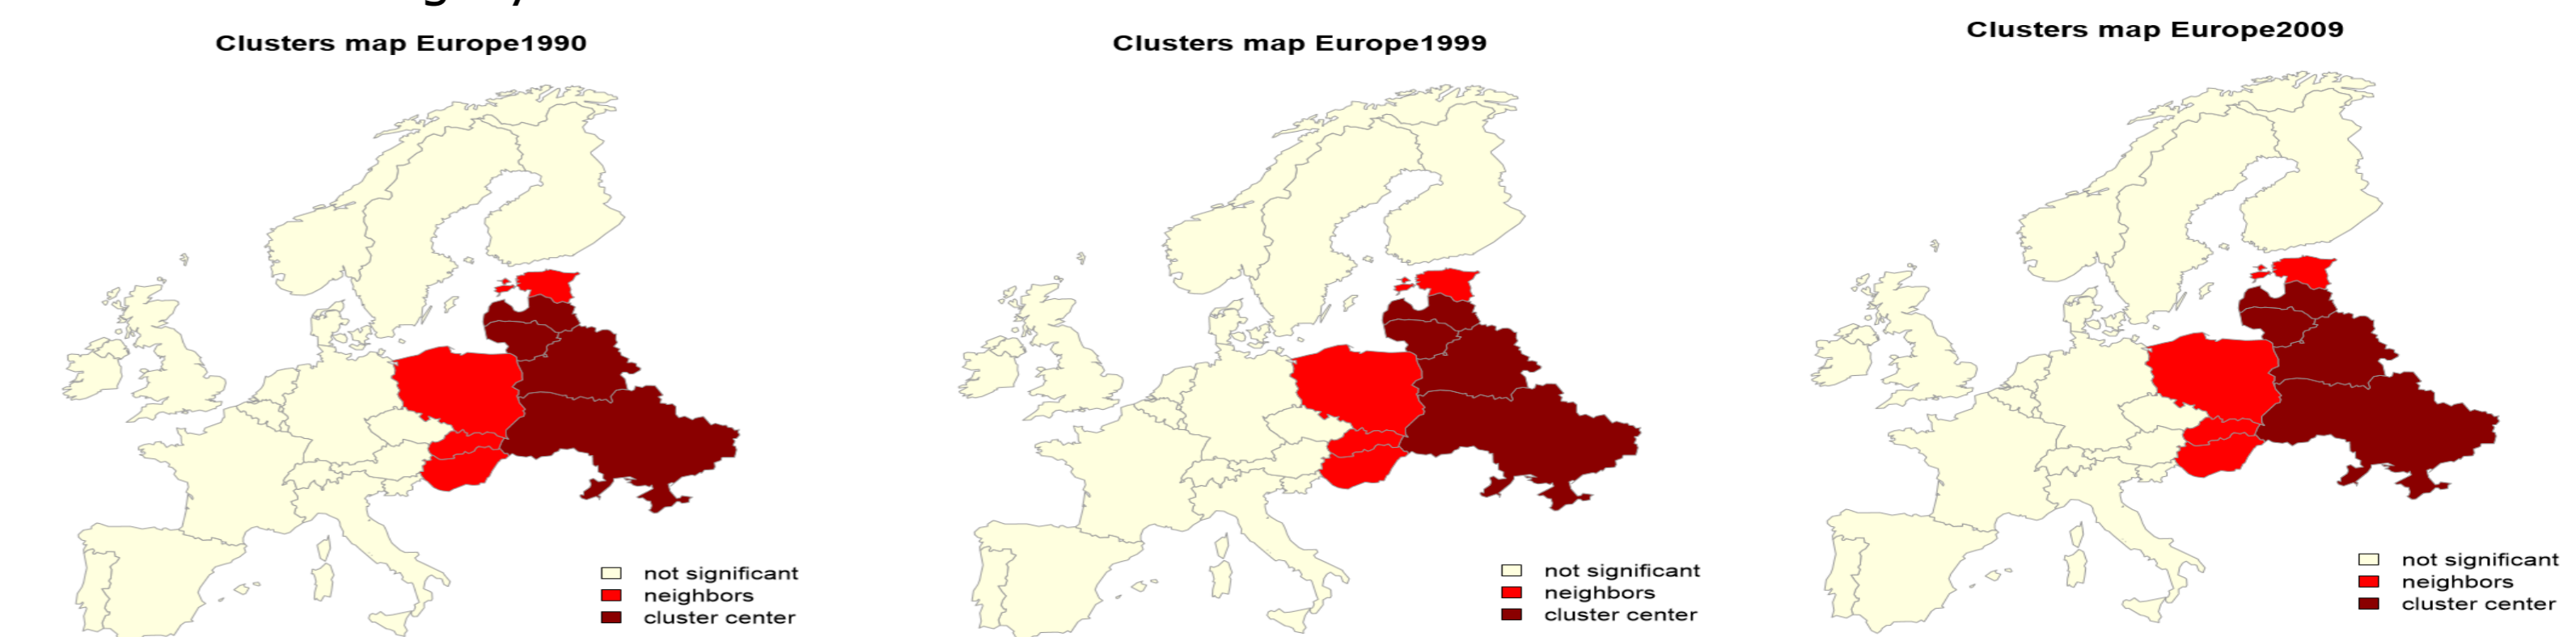 Clusters map Europe1990
not significant
neighbors
cluster center
Clusters map Europe1999
not significant
neighbors
cluster center
Clusters map Europe2009
not significant
neighbors
cluster center